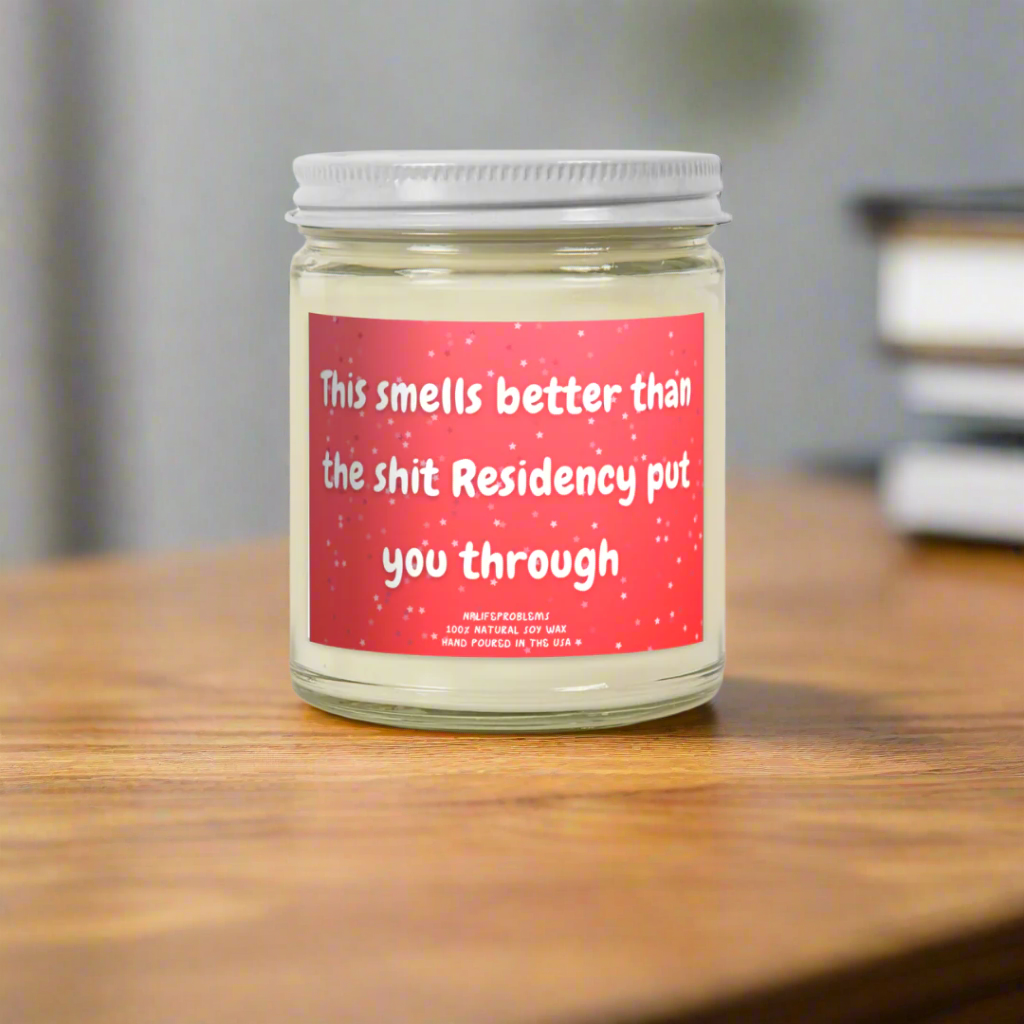 This smells better than
the shit Residency put
you through
NALIFEPROBLEMS
100% NATURAL SOY WAX
HAND POURED IN THE USA